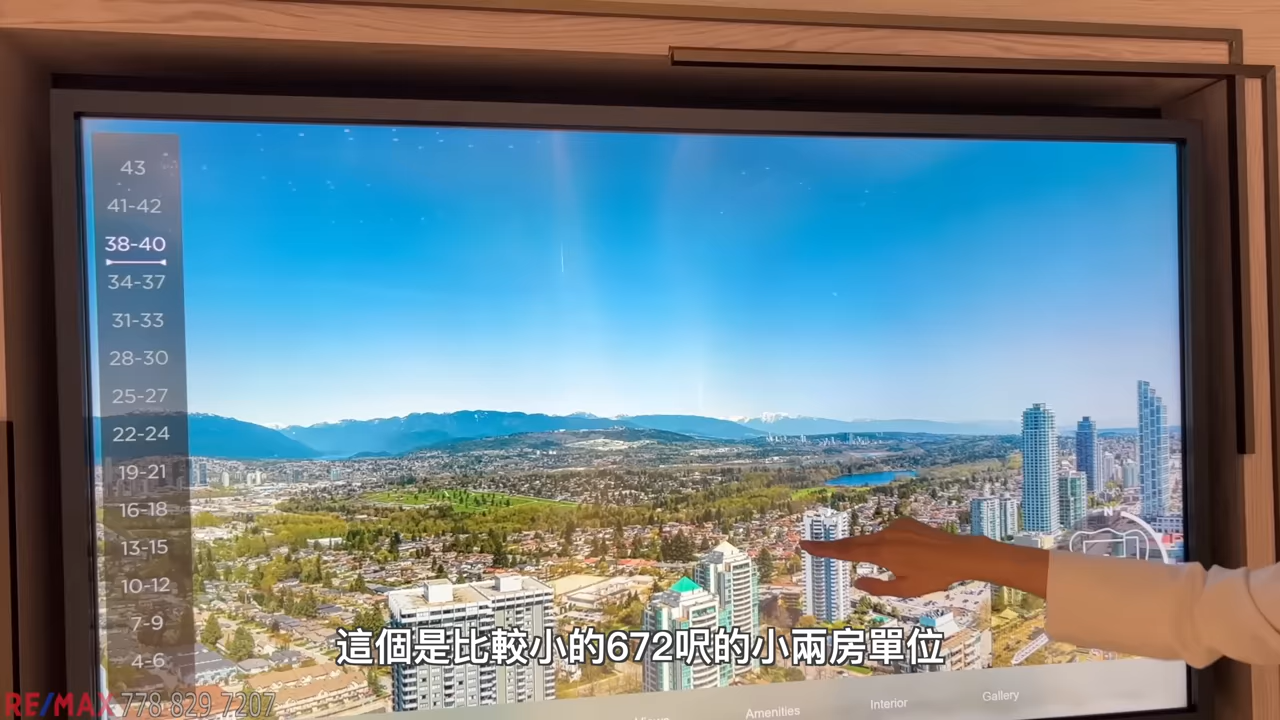 43
41-42
38-40
34-37
31-33
28-30
25-27
22-24
19-21
16-18
13-15
10-12
7-9
4-6
N
這個是比較小的672呎的小兩房單位
RE/MAX 778 829 7207
Views
Amenities
Interior
Gallery